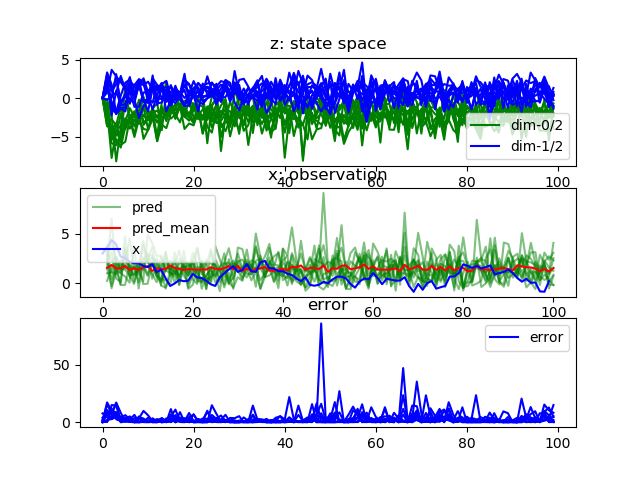 z: state space
5
0
−5
dim-0/2
dim-1/2
0 20 40 60 80 100
x: observation
pred
pred_mean
x
5
0
0 20 40 60 80 100
error
error
50
0
0 20 40 60 80 100